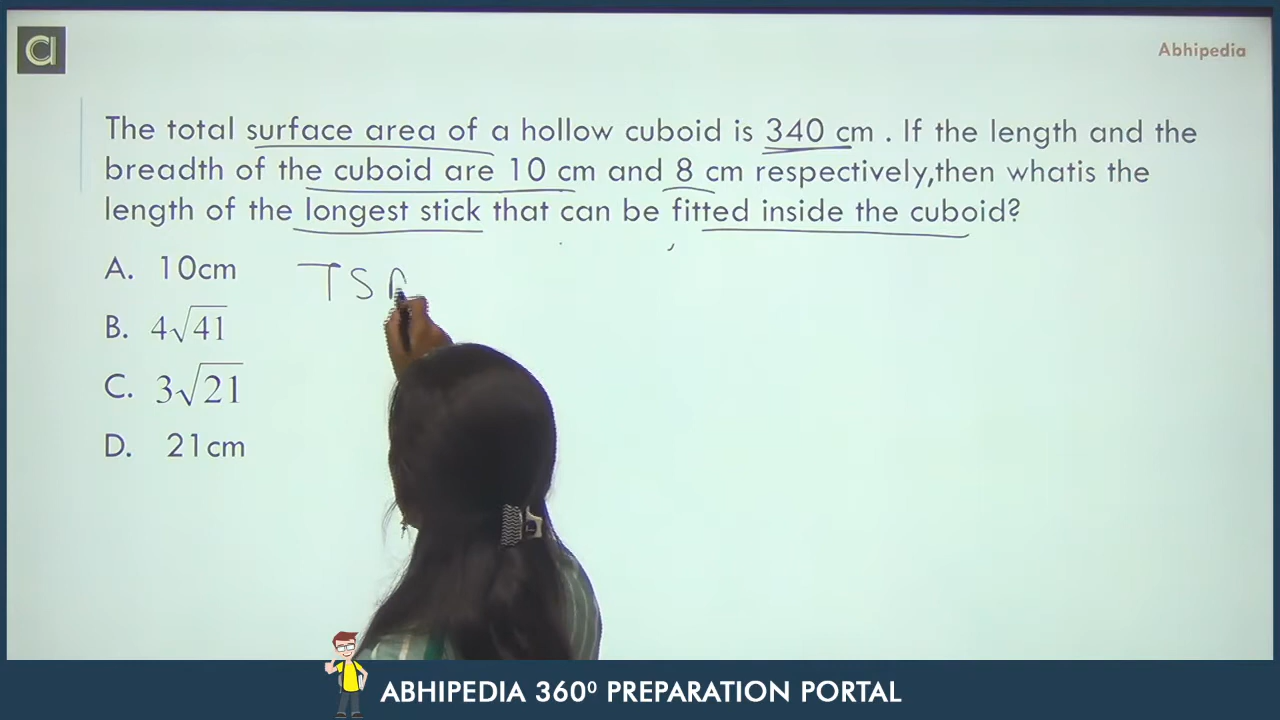 Abhipedia
The total surface area of a hollow cuboid is 340 cm . If the length and the
breadth of the cuboid are 10 cm and 8 cm respectively,then whatis the
length of the longest stick that can be fitted inside the cuboid?
A. 10cm
TSA
B. 4√41
C. 3√21
D. 21cm
ABHIPEDIA 360⁰ PREPARATION PORTAL